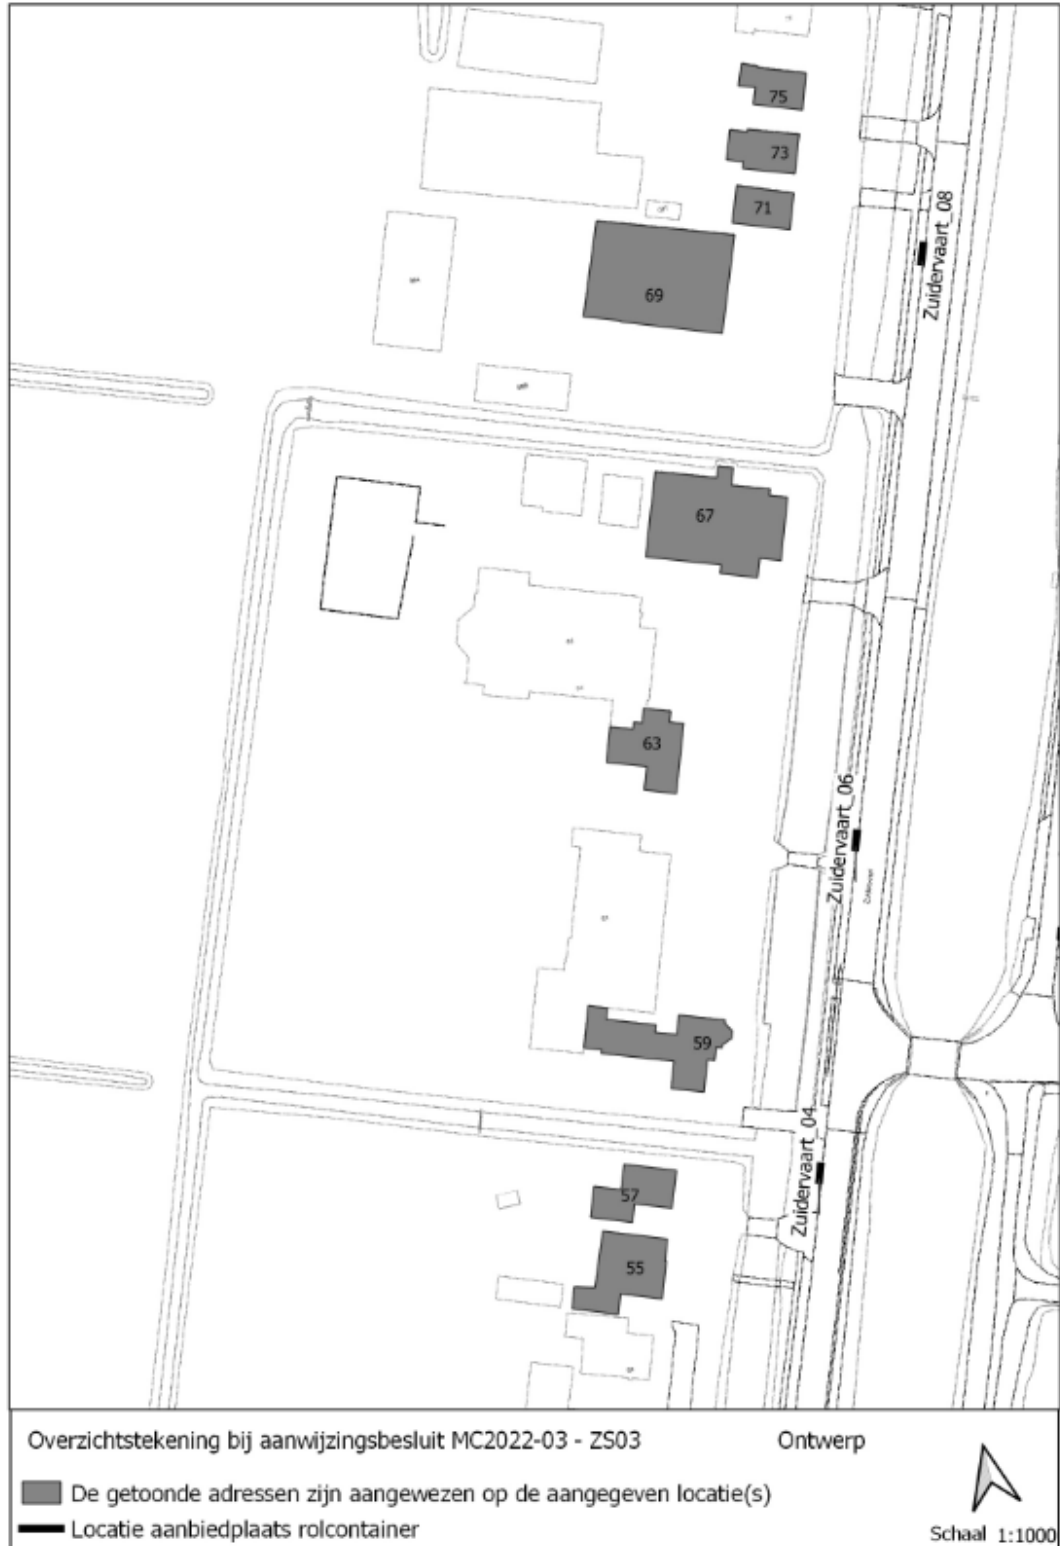 75
73
71
Zuidervaart_08
69
67
63
Zuidervaart_06
59
Zuidervaart_04
57
55
Overzichtstekening bij aanwijzingsbesluit MC2022-03 - ZS03
Ontwerp
De getoonde adressen zijn aangewezen op de aangegeven locatie(s)
Locatie aanbiedplaats rolcontainer
Schaal 1:1000